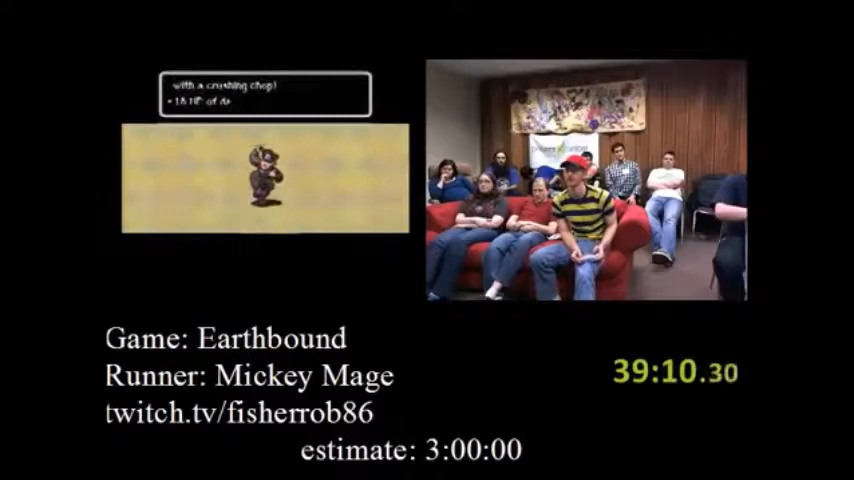 with a crushing chop!
Game: Earthbound
Runner: Mickey Mage
39:10.30
twitch.tv/fisherrob86
estimate: 3:00:00